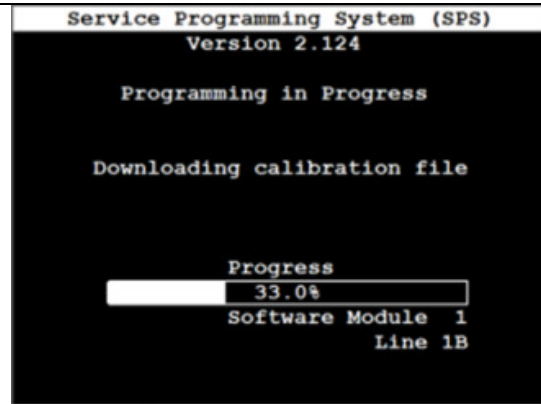 Service Programming System (SPS)
Version 2.124
Programming in Progress
Downloading calibration file
Progress
33.0%
Software Module 1
Line 1B